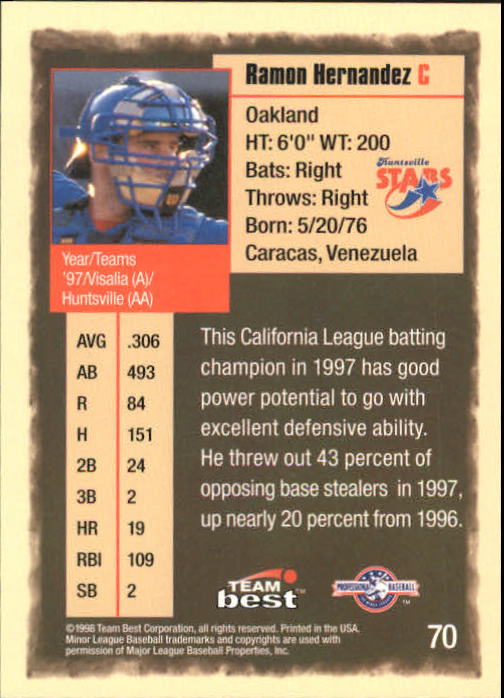 Ramon Hernandez C
Oakland
HT: 6'0" WT: 200
Bats: Right
Throws: Right
Born: 5/20/76
Caracas, Venezuela
Huntsville
STARS
Year/Teams
'97/Visalia (A)/
Huntsville (AA)
AVG .306
AB 493
R 84
H 151
2B 24
3B 2
HR 19
RBI 109
SB 2
This California League batting
champion in 1997 has good
power potential to go with
excellent defensive ability.
He threw out 43 percent of
opposing base stealers in 1997,
up nearly 20 percent from 1996.
TEAM
best™
PROFESSIONAL BASEBALL
™
©1998 Team Best Corporation, all rights reserved. Printed in the USA.
Minor League Baseball trademarks and copyrights are used with
permission of Major League Baseball Properties, Inc.
70